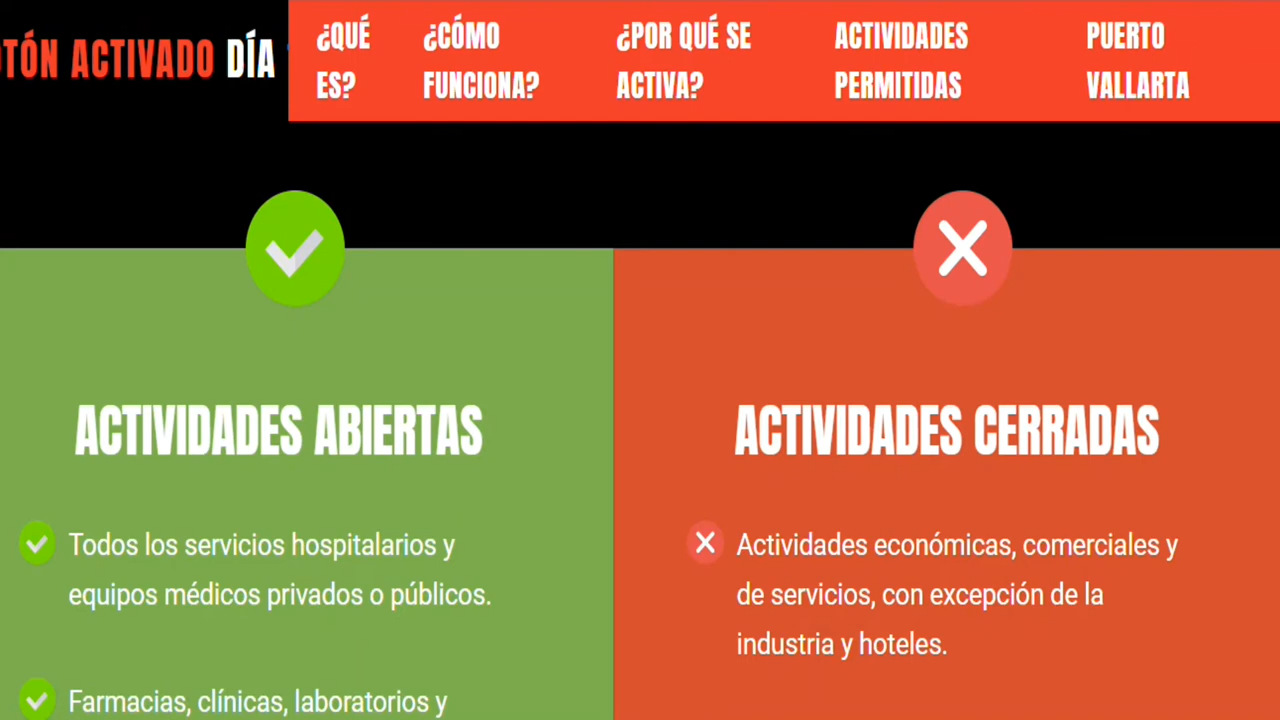 TÓN ACTIVADO DÍA
¿QUÉ
ES?
¿CÓMO
FUNCIONA?
¿POR QUÉ SE
ACTIVA?
ACTIVIDADES
PERMITIDAS
PUERTO
VALLARTA
ACTIVIDADES ABIERTAS
Todos los servicios hospitalarios y
equipos médicos privados o públicos.
Farmacias, clínicas, laboratorios y
ACTIVIDADES CERRADAS
Actividades económicas, comerciales y
de servicios, con excepción de la
industria y hoteles.